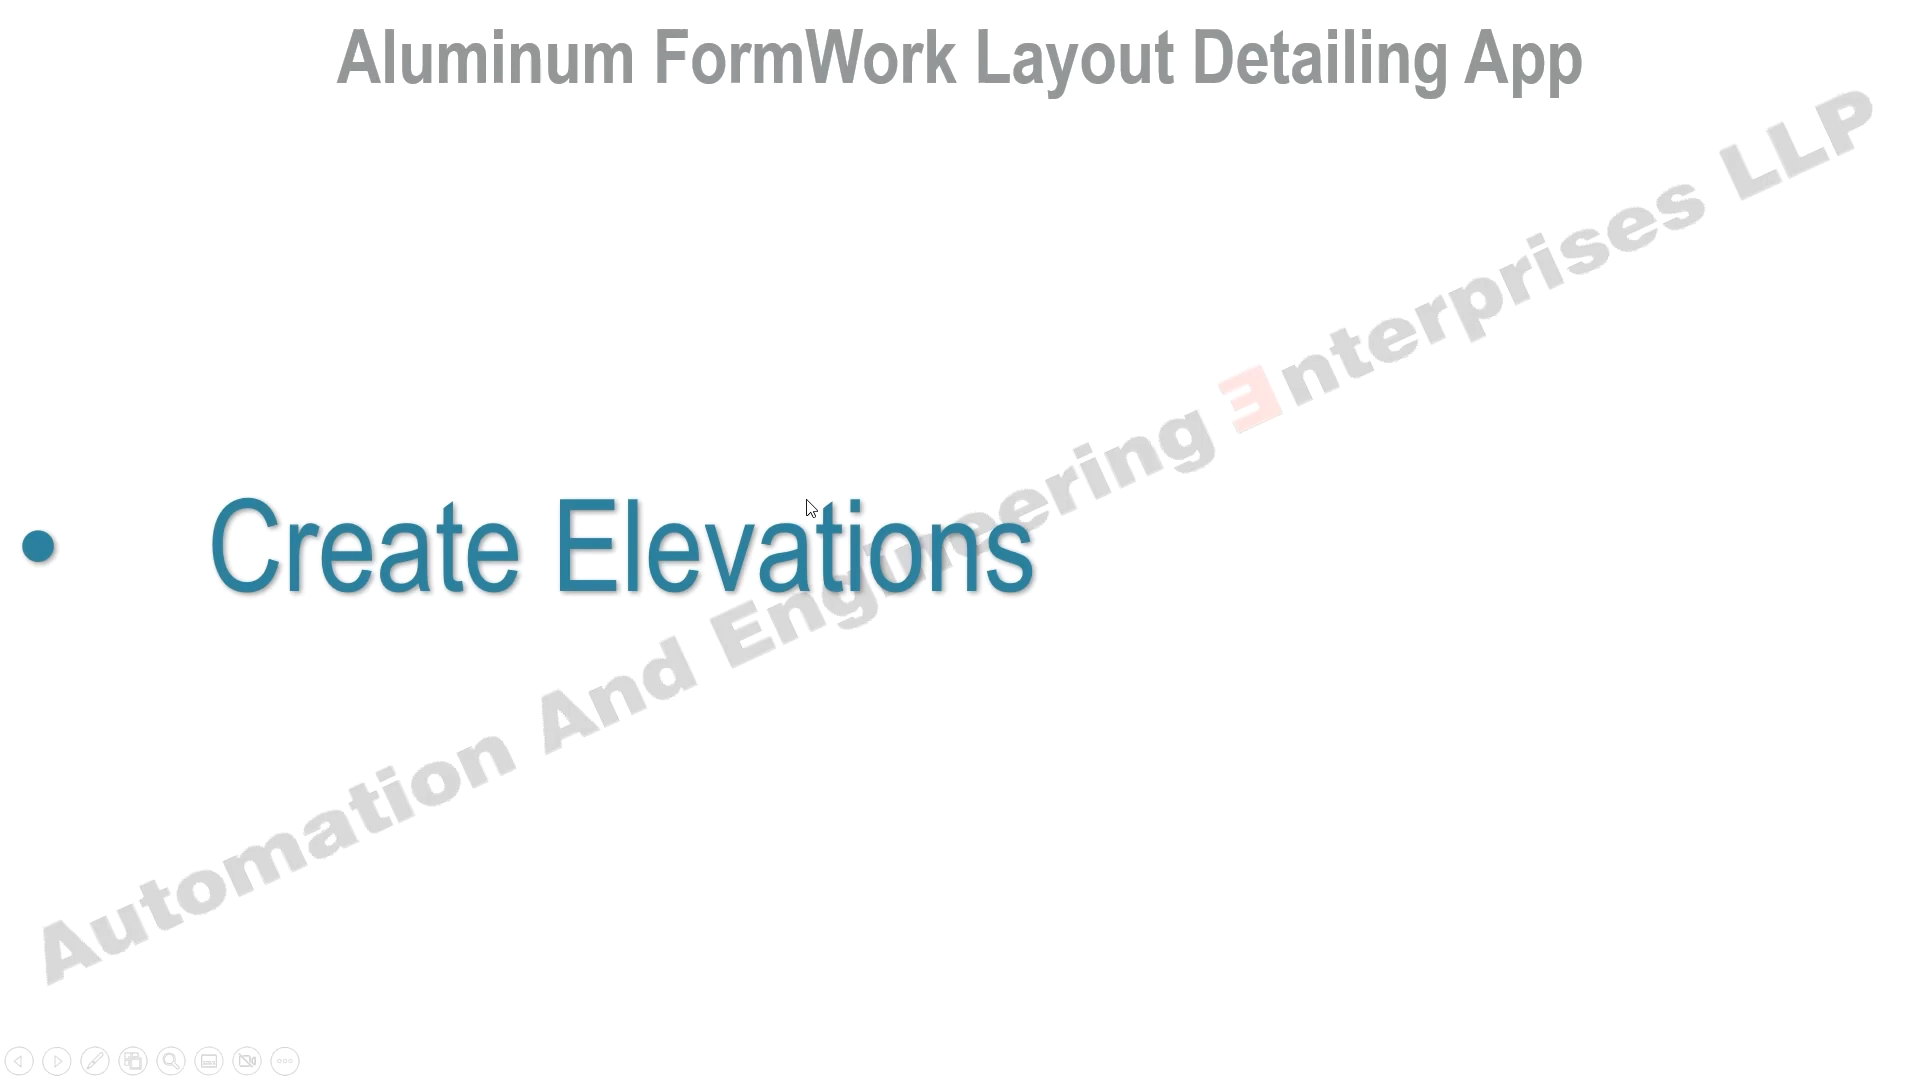 Aluminum FormWork Layout Detailing App
• Create Elevations
Automation And Engineering Enterprises LLP